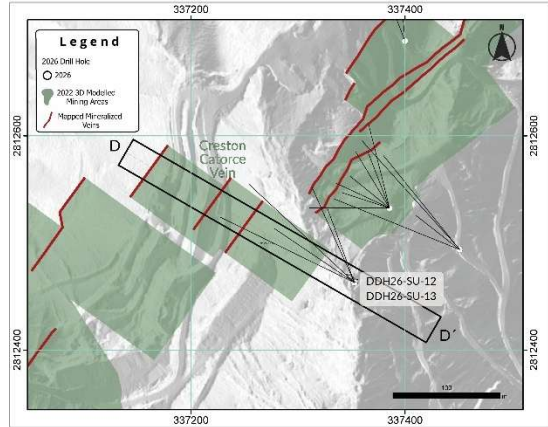 337200
337400
Legend
2026 Drill Hole
2026
2022 3D Modelled
Mining Areas
Mapped Mineralized
Veins
N
2812600
2812600
D
Creston
Catorce
Vein
DDH26-SU-12
DDH26-SU-13
2812400
2812400
D´
m
337200
337400